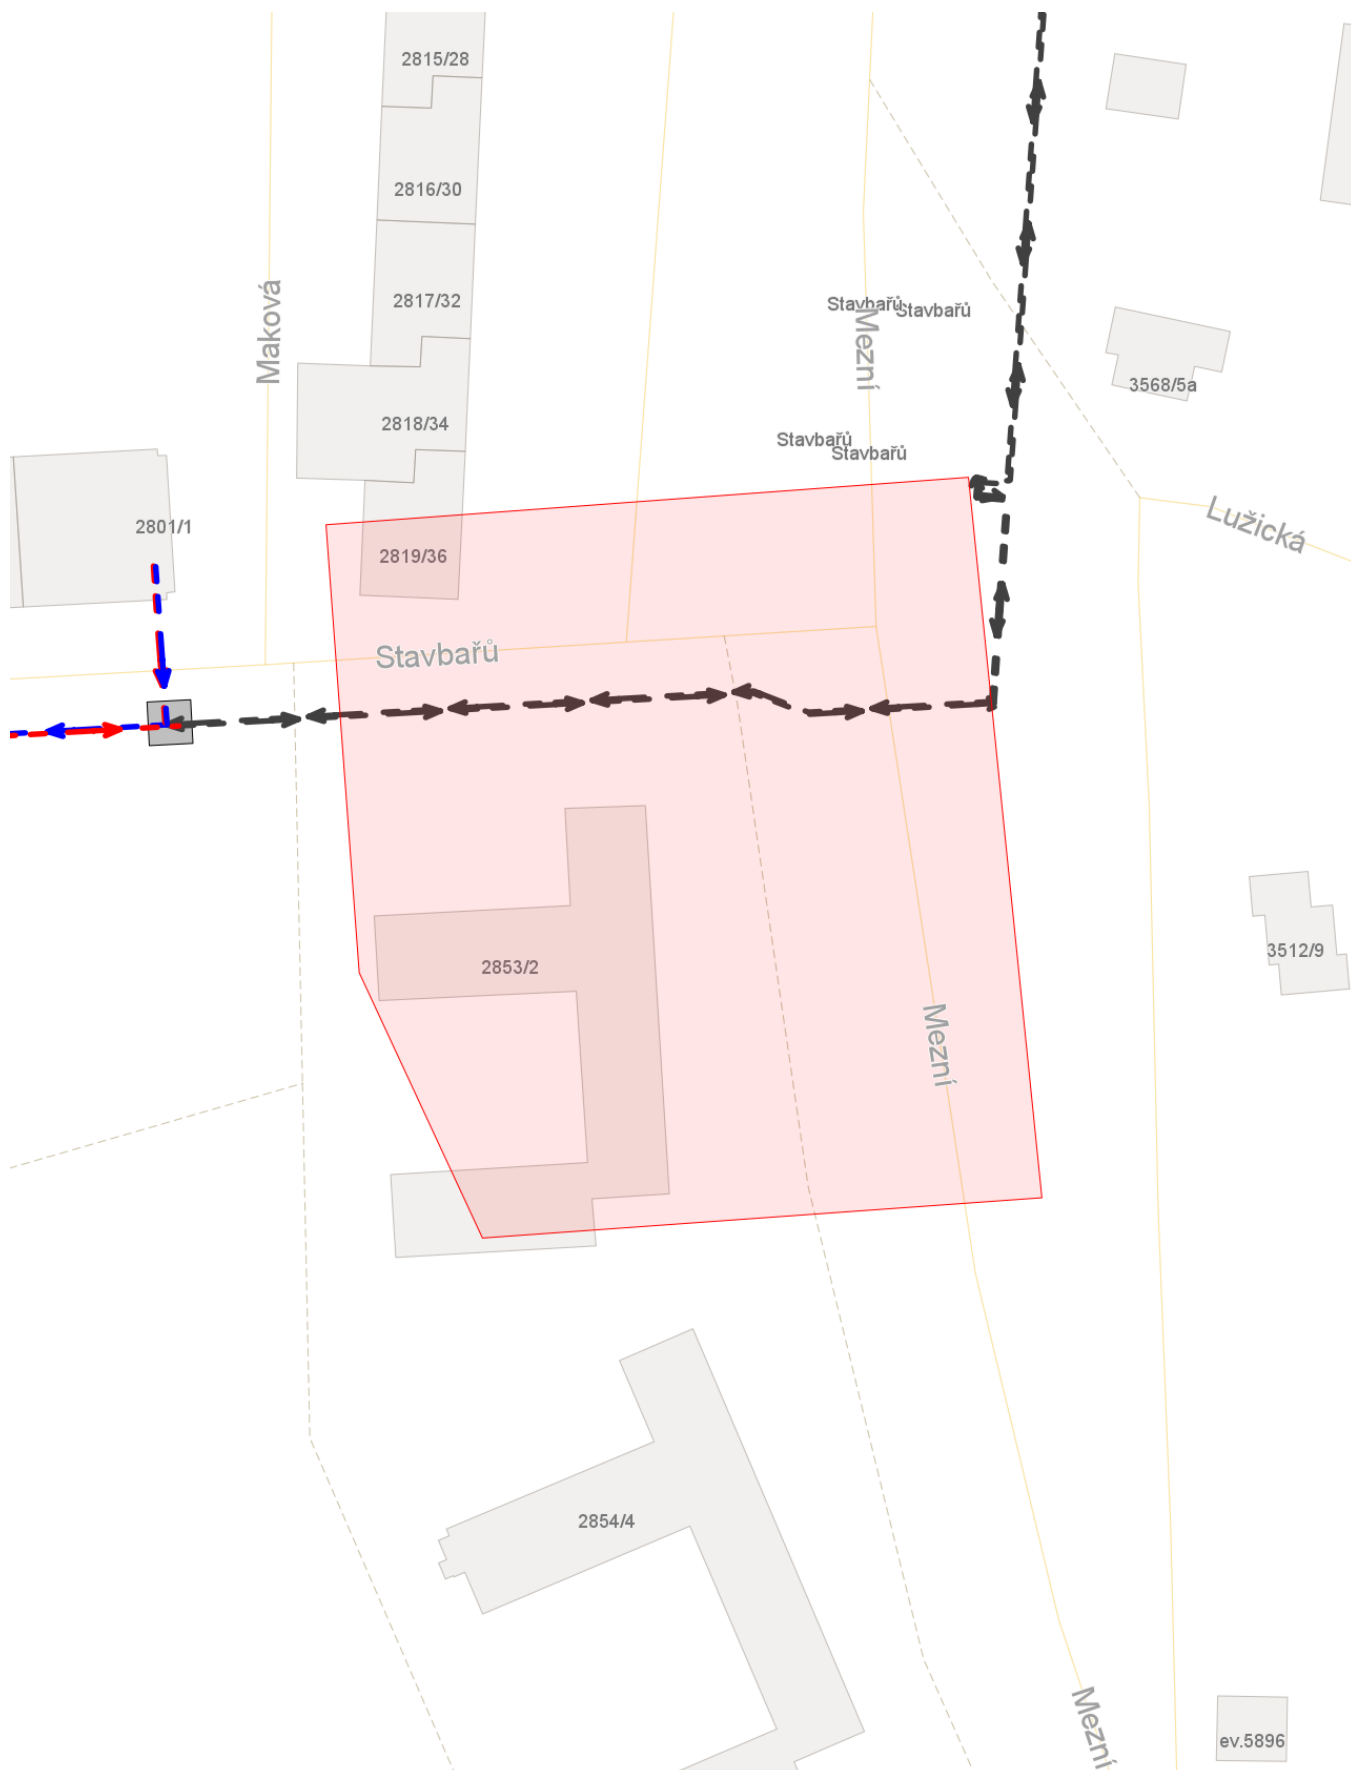 2815/28
2816/30
2817/32
Maková
Stavbařů
Stavbařů
Mezní
3568/5a
2818/34
Stavbařů
Stavbařů
2801/1
Lužická
2819/36
Stavbařů
3512/9
2853/2
Mezní
2854/4
Mezní
ev.5896